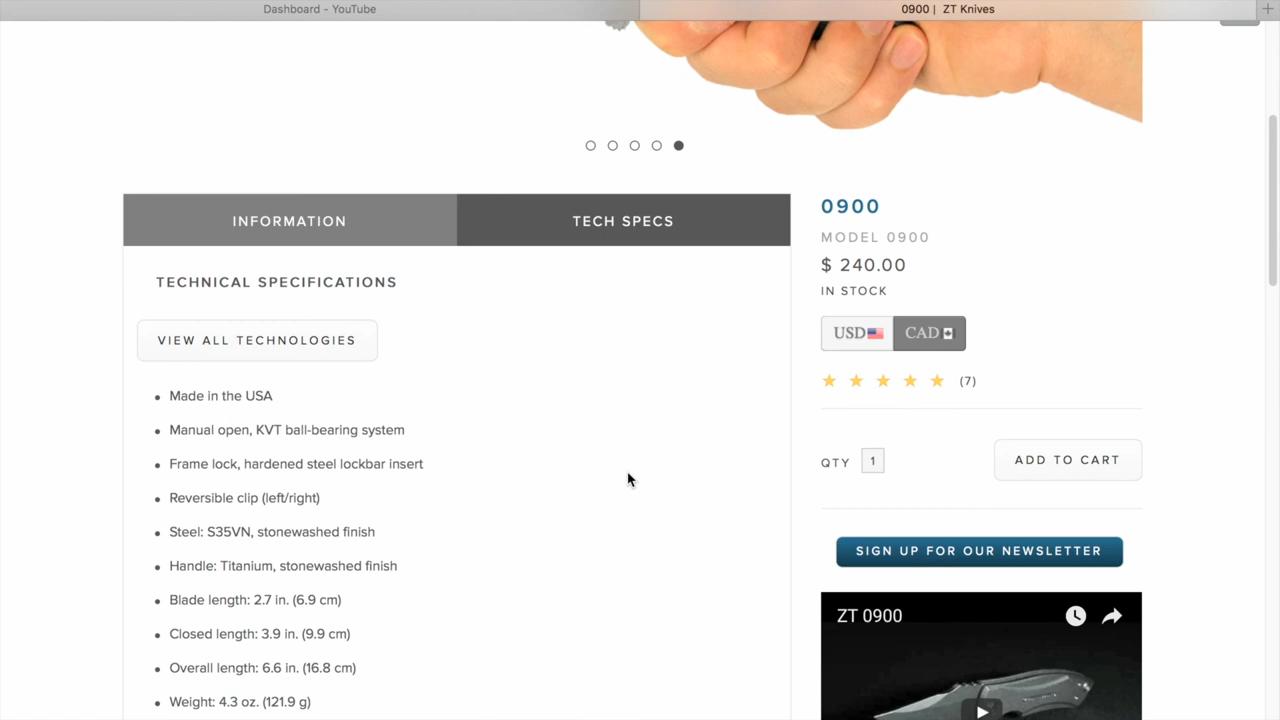 Dashboard - YouTube
0900 | ZT Knives
INFORMATION
TECH SPECS
TECHNICAL SPECIFICATIONS
VIEW ALL TECHNOLOGIES
Made in the USA
Manual open, KVT ball-bearing system
Frame lock, hardened steel lockbar insert
Reversible clip (left/right)
Steel: S35VN, stonewashed finish
Handle: Titanium, stonewashed finish
Blade length: 2.7 in. (6.9 cm)
Closed length: 3.9 in. (9.9 cm)
Overall length: 6.6 in. (16.8 cm)
Weight: 4.3 oz. (121.9 g)
0900
MODEL 0900
$ 240.00
IN STOCK
USD CAD
(7)
QTY 1 ADD TO CART
SIGN UP FOR OUR NEWSLETTER
ZT 0900